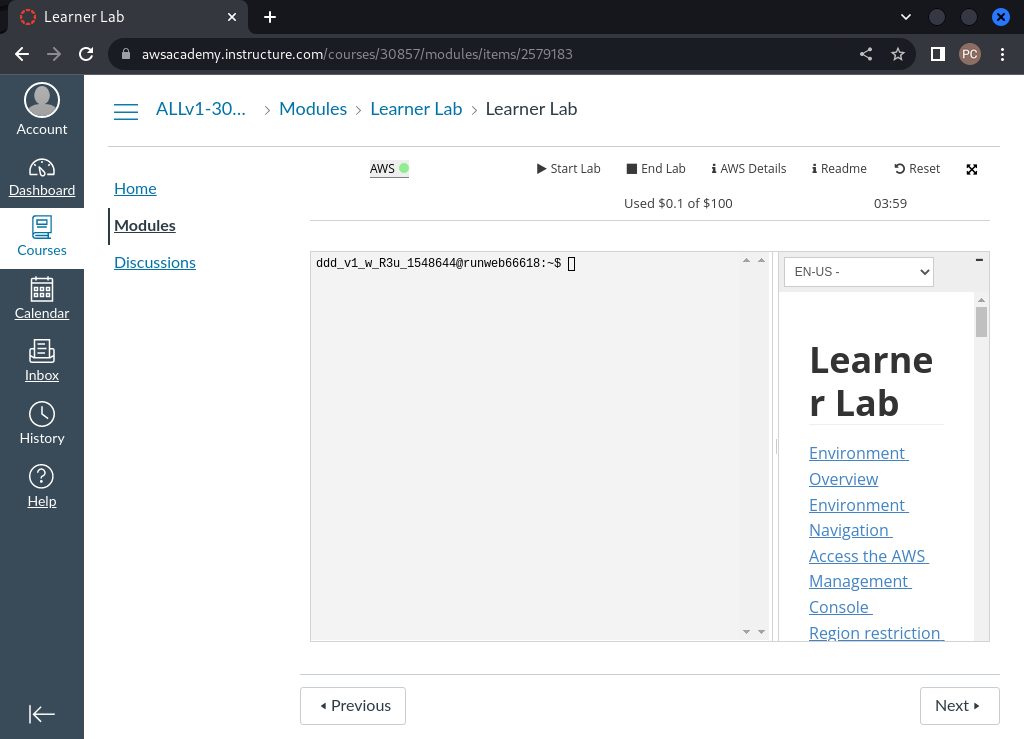 Learner Lab
awsacademy.instructure.com/courses/30857/modules/items/2579183
PC
Account
Dashboard
Courses
Calendar
Inbox
History
Help
ALLv1-30... > Modules > Learner Lab > Learner Lab
Home
Modules
Discussions
AWS
Start Lab
End Lab
AWS Details
Readme
Reset
Used $0.1 of $100
03:59
ddd_v1_w_R3u_1548644@runweb66618:~$
EN-US -
Learne
r Lab
Environment
Overview
Environment
Navigation
Access the AWS
Management
Console
Region restriction
Previous
Next